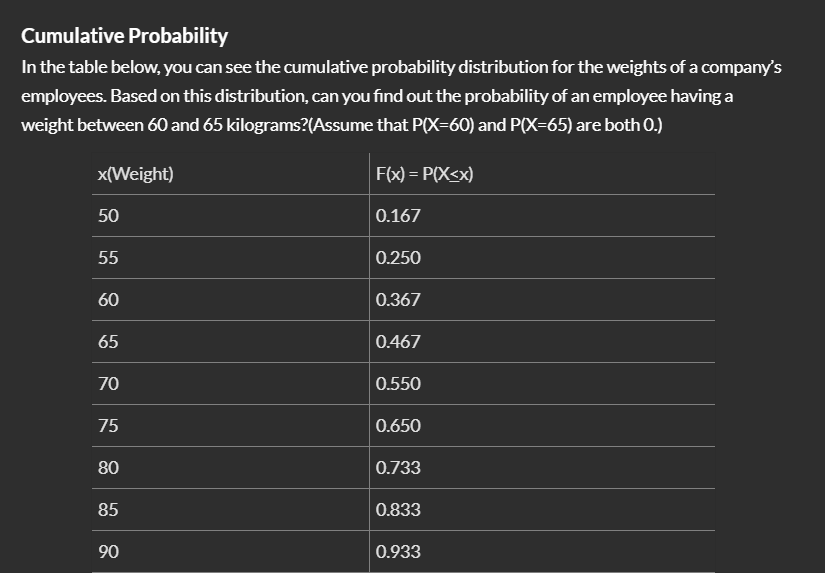 Cumulative Probability
In the table below, you can see the cumulative probability distribution for the weights of a company's
employees. Based on this distribution, can you find out the probability of an employee having a
weight between 60 and 65 kilograms?(Assume that P(X=60) and P(X=65) are both 0.)
x(Weight) F(x) = P(X≤x)
50 0.167
55 0.250
60 0.367
65 0.467
70 0.550
75 0.650
80 0.733
85 0.833
90 0.933